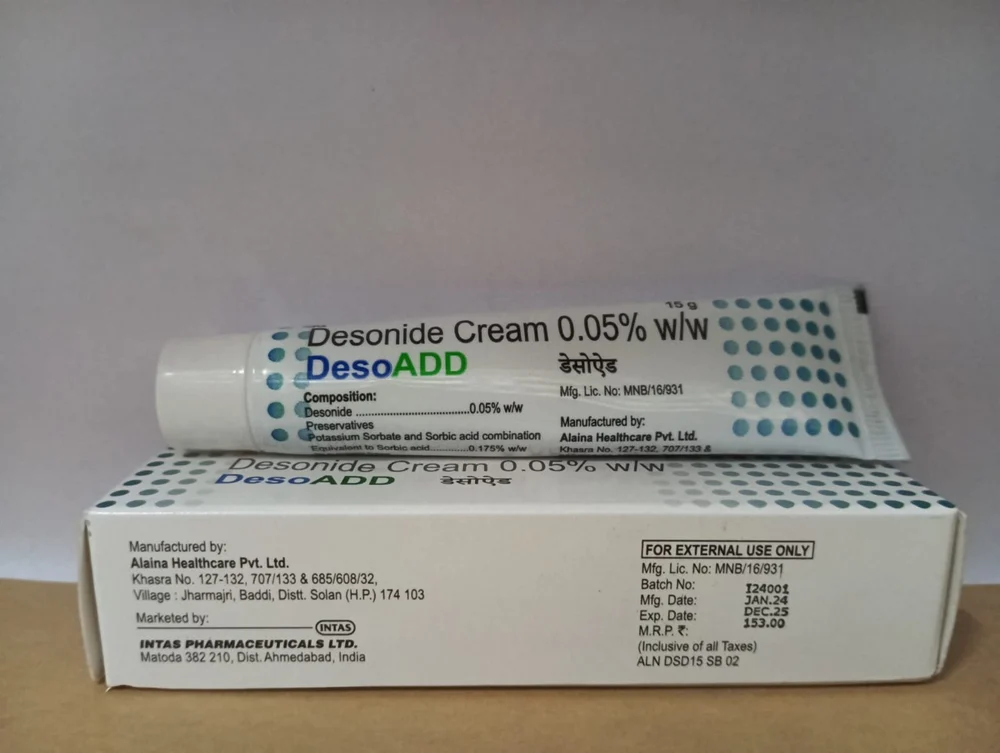 15 g
Desonide Cream 0.05% w/w
DesoADD
डेसोऐड
Composition:
Desonide ......................................0.05% w/w
Preservatives
Potassium Sorbate and Sorbic acid combination
Equivalent to Sorbic acid............0.175% w/w
Mfg. Lic. No: MNB/16/931
Manufactured by:
Alaina Healthcare Pvt. Ltd.
Khasra No. 127-132, 707/133 &
Desonide Cream 0.05% w/w
DesoADD डेसोऐड
Manufactured by:
Alaina Healthcare Pvt. Ltd.
Khasra No. 127-132, 707/133 & 685/608/32,
Village : Jharmajri, Baddi, Distt. Solan (H.P.) 174 103
Marketed by:
INTAS
INTAS PHARMACEUTICALS LTD.
Matoda 382 210, Dist. Ahmedabad, India
FOR EXTERNAL USE ONLY
Mfg. Lic. No: MNB/16/931
Batch No: I24001
Mfg. Date: JAN.24
Exp. Date: DEC.25
M.R.P. ₹: 153.00
(Inclusive of all Taxes)
ALN DSD15 SB 02